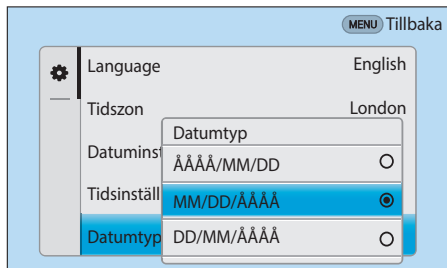 MENU Tillbaka
Language English
Tidszon London
Datumtyp
Datuminst
ÅÅÅÅ/MM/DD
Tidsinställ
MM/DD/ÅÅÅÅ
Datumtyp
DD/MM/ÅÅÅÅ